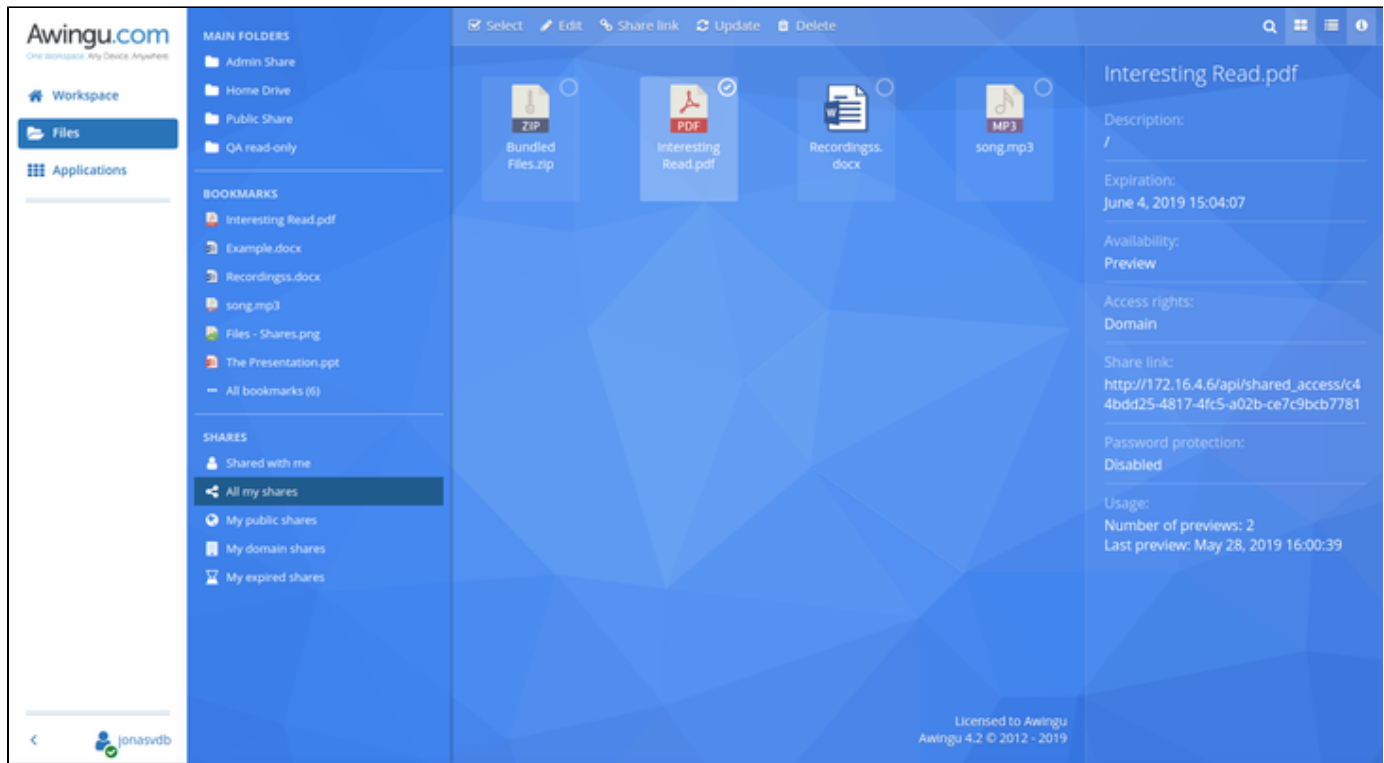 Awingu.com
One Workspace. Any Device. Anywhere.
Workspace
Files
Applications
jonasvdb
MAIN FOLDERS
Admin Share
Home Drive
Public Share
QA read-only
BOOKMARKS
Interesting Read.pdf
Example.docx
Recordingss.docx
song.mp3
Files - Shares.png
The Presentation.ppt
All bookmarks (6)
SHARES
Shared with me
All my shares
My public shares
My domain shares
My expired shares
Select Edit Share link Update Delete
ZIP
Bundled
Files.zip
PDF
Interesting
Read.pdf
W
Recordingss.
docx
MP3
song.mp3
Licensed to Awingu
Awingu 4.2 © 2012 - 2019
Interesting Read.pdf
Description:
/
Expiration:
June 4, 2019 15:04:07
Availability:
Preview
Access rights:
Domain
Share link:
http://172.16.4.6/api/shared_access/c4
4bdd25-4817-4fc5-a02b-ce7c9bcb7781
Password protection:
Disabled
Usage:
Number of previews: 2
Last preview: May 28, 2019 16:00:39